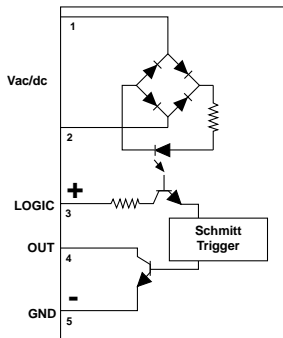 1
Vac/dc
2
+
LOGIC
3
OUT
4
Schmitt
Trigger
-
GND
5